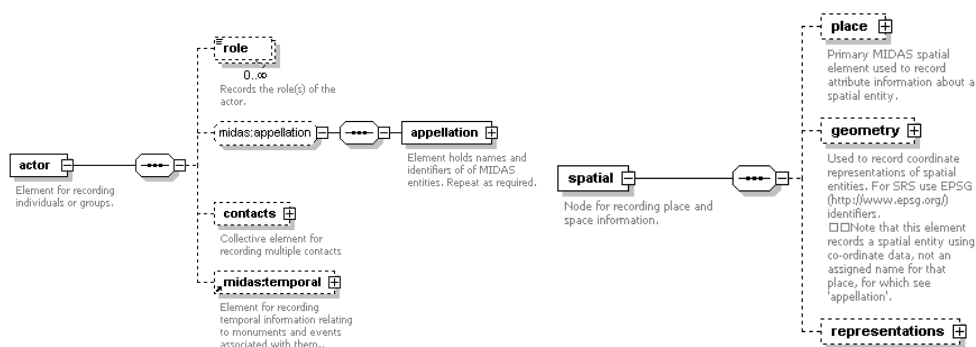 role
0..∞
Records the role(s) of the
actor.
midas:appellation
appellation
Element holds names and
identifiers of of MIDAS
entities. Repeat as required.
actor
Element for recording
individuals or groups.
contacts
Collective element for
recording multiple contacts
midas:temporal
Element for recording
temporal information relating
to monuments and events
associated with them..
place
Primary MIDAS spatial
element used to record
attribute information about a
spatial entity.
geometry
Used to record coordinate
representations of spatial
entities. For SRS use EPSG
(http://www.epsg.org/)
identifiers.
□□Note that this element
records a spatial entity using
co-ordinate data, not an
assigned name for that
place, for which see
'appellation'.
spatial
Node for recording place and
space information.
representations